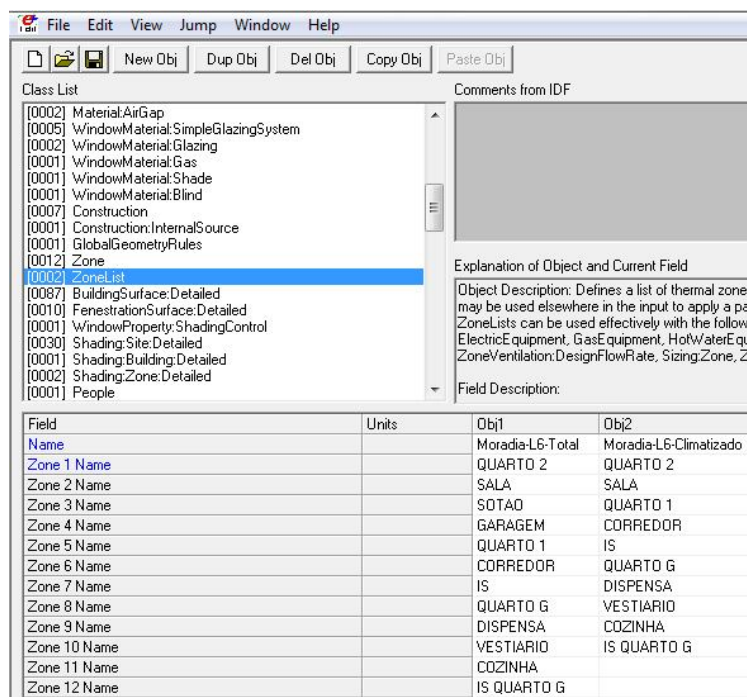 File Edit View Jump Window Help
New Obj Dup Obj Del Obj Copy Obj Paste Obj
Class List
[0002] Material:AirGap
[0005] WindowMaterial:SimpleGlazingSystem
[0002] WindowMaterial:Glazing
[0001] WindowMaterial:Gas
[0001] WindowMaterial:Shade
[0001] WindowMaterial:Blind
[0007] Construction
[0001] Construction:InternalSource
[0001] GlobalGeometryRules
[0012] Zone
[0002] ZoneList
[0087] BuildingSurface:Detailed
[0010] FenestrationSurface:Detailed
[0001] WindowProperty:ShadingControl
[0030] Shading:Site:Detailed
[0001] Shading:Building:Detailed
[0002] Shading:Zone:Detailed
[0001] People
Comments from IDF
Explanation of Object and Current Field
Object Description: Defines a list of thermal zone
may be used elsewhere in the input to apply a pa
ZoneLists can be used effectively with the follow
ElectricEquipment, GasEquipment, HotWaterEqu
ZoneVentilation:DesignFlowRate, Sizing:Zone, Z
Field Description:
Field Units Obj1 Obj2
Name Moradia-L6-Total Moradia-L6-Climatizado
Zone 1 Name QUARTO 2 QUARTO 2
Zone 2 Name SALA SALA
Zone 3 Name SOTAO QUARTO 1
Zone 4 Name GARAGEM CORREDOR
Zone 5 Name QUARTO 1 IS
Zone 6 Name CORREDOR QUARTO G
Zone 7 Name IS DISPENSA
Zone 8 Name QUARTO G VESTIARIO
Zone 9 Name DISPENSA COZINHA
Zone 10 Name VESTIARIO IS QUARTO G
Zone 11 Name COZINHA
Zone 12 Name IS QUARTO G